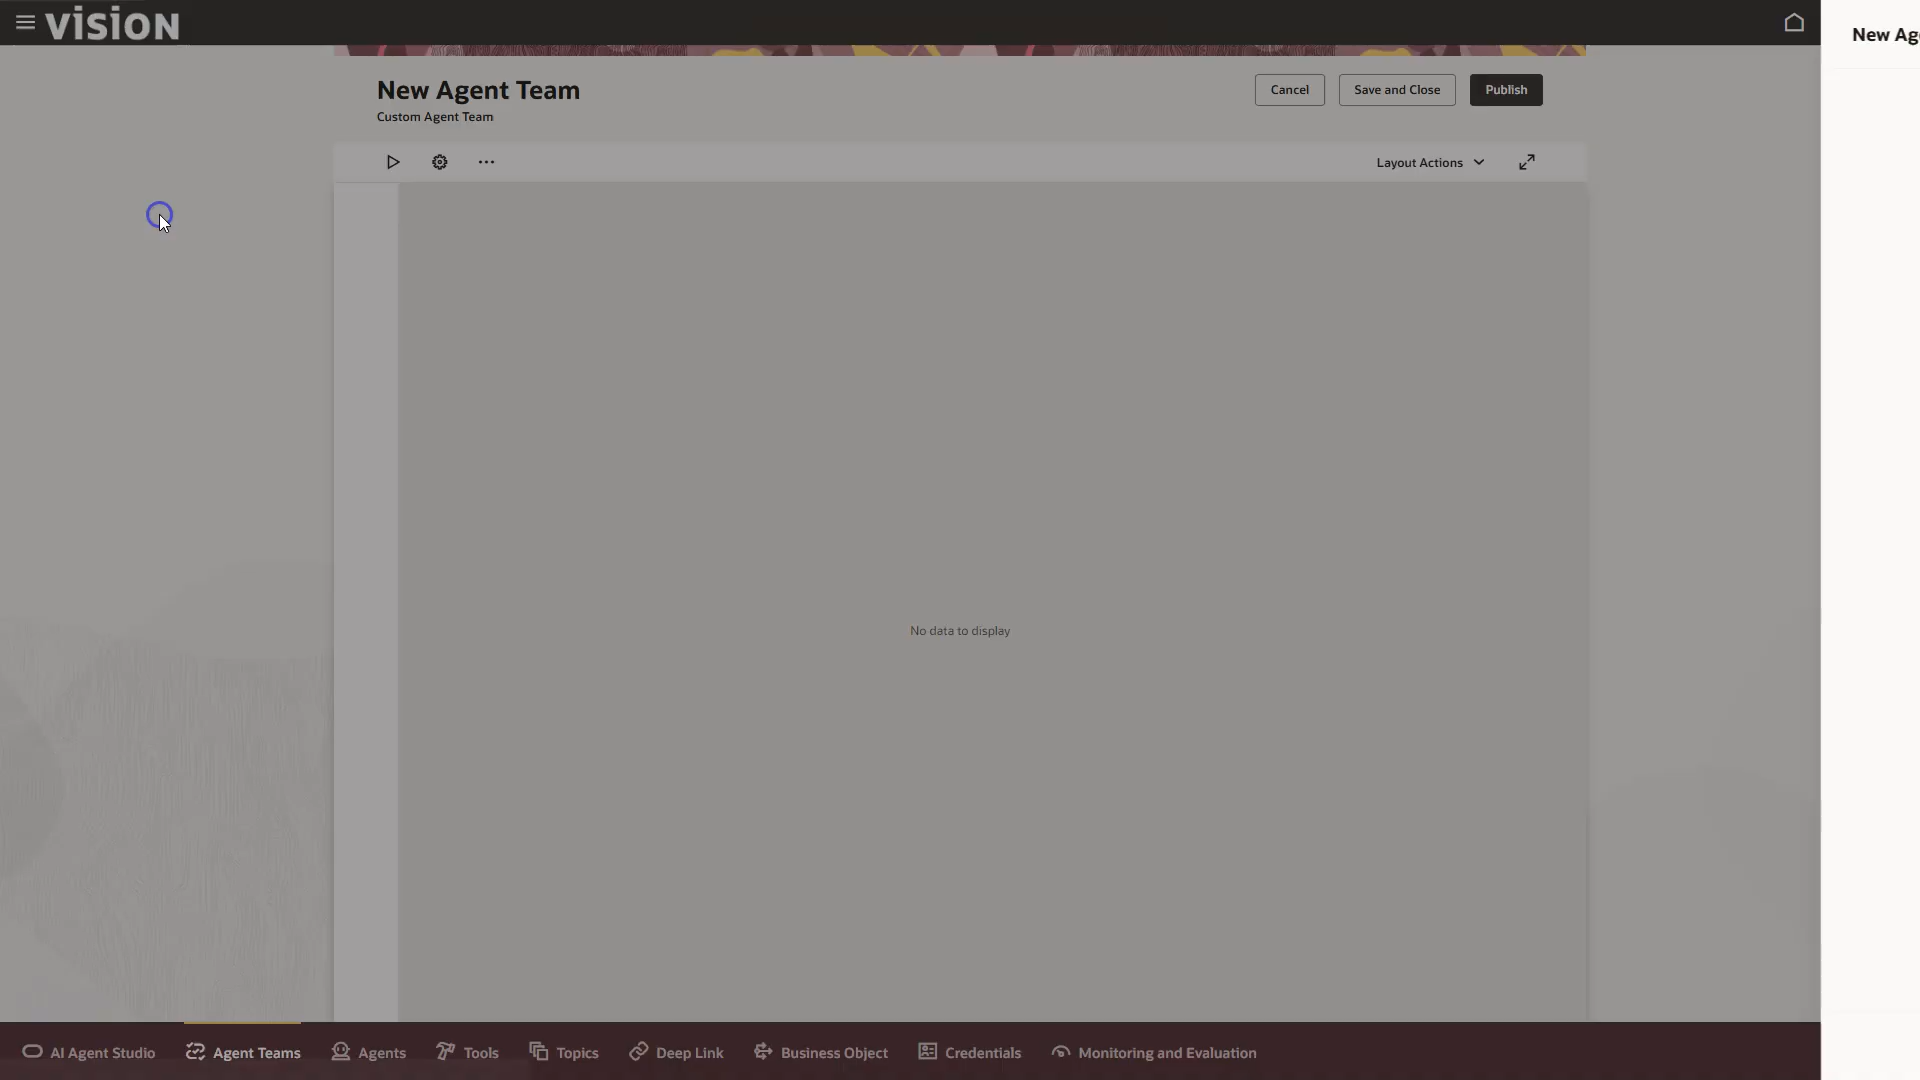 vision
New Ag
New Agent Team
Custom Agent Team
Cancel
Save and Close
Publish
Layout Actions
No data to display
AI Agent Studio
Agent Teams
Agents
Tools
Topics
Deep Link
Business Object
Credentials
Monitoring and Evaluation